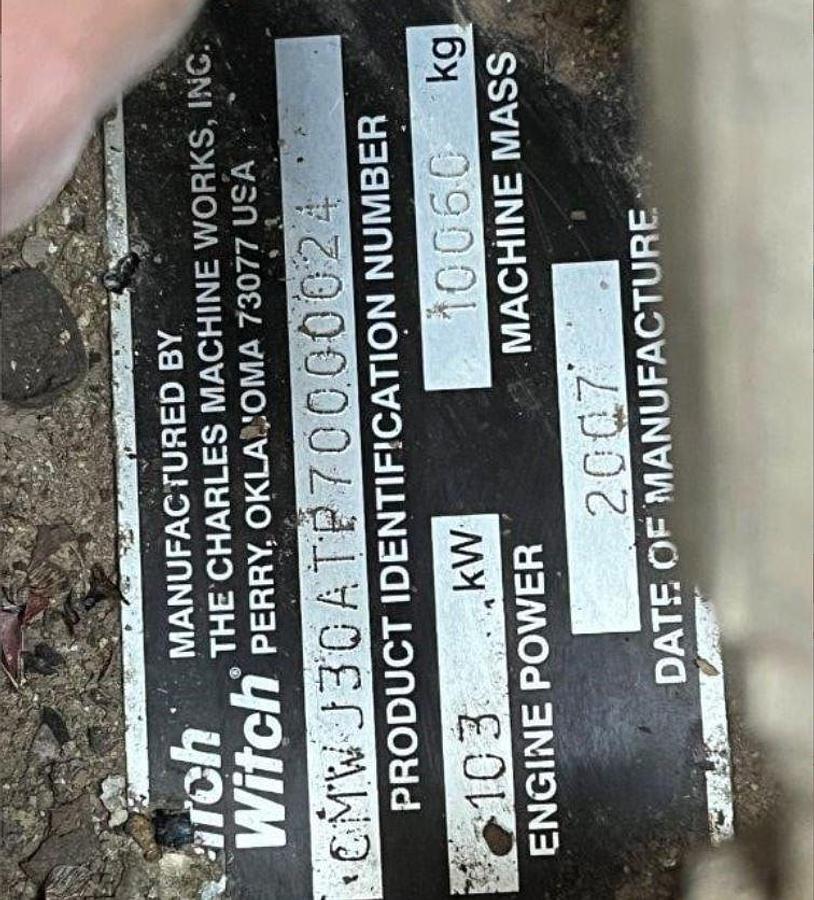 itch
Witch®
MANUFACTURED BY
THE CHARLES MACHINE WORKS, INC.
PERRY, OKLAHOMA 73077 USA
CMWJ30ATP70000024
PRODUCT IDENTIFICATION NUMBER
103 kW
ENGINE POWER
10060 kg
MACHINE MASS
2007
DATE OF MANUFACTURE